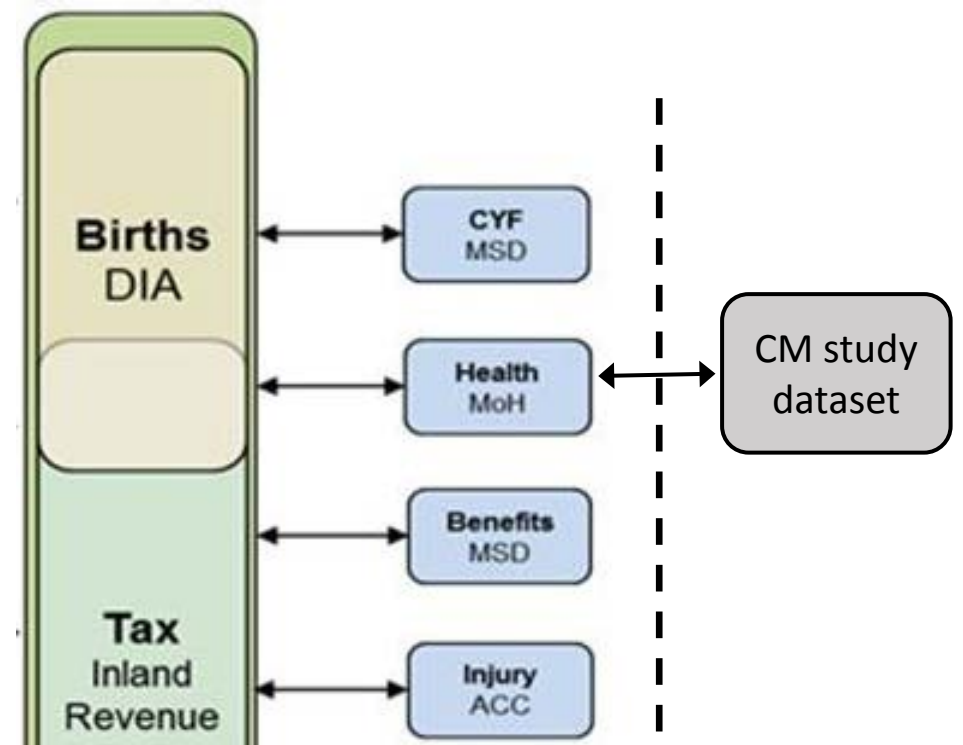 Births
DIA
Tax
Inland
Revenue
CYF
MSD
Health
MoH
Benefits
MSD
Injury
ACC
CM study
dataset